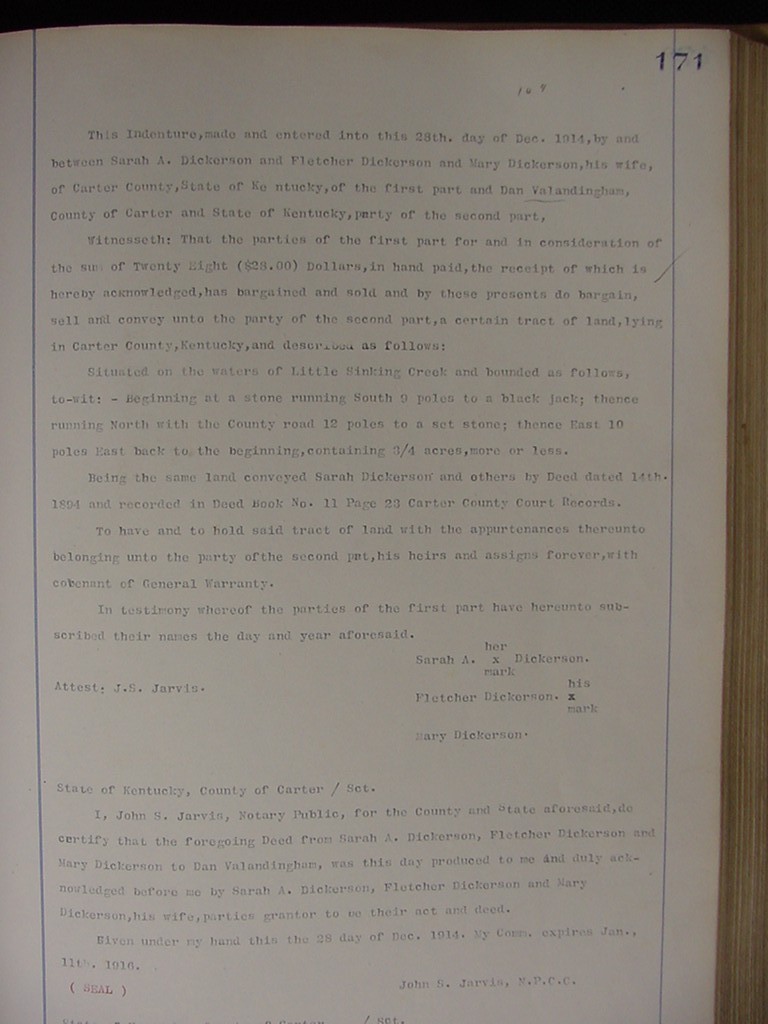 171
109
This Indenture,made and entered into this 28th. day of Dec. 1914,by and
between Sarah A. Dickerson and Fletcher Dickerson and Mary Dickerson,his wife,
of Carter County,State of Ke ntucky,of the first part and Dan Valandingham,
County of Carter and State of Kentucky,party of the second part,
Witnesseth: That the parties of the first part for and in consideration of
the sum of Twenty Eight ($28.00) Dollars,in hand paid,the receipt of which is
hereby acknowledged,has bargained and sold and by these presents do bargain,
sell and convey unto the party of the second part,a certain tract of land,lying
in Carter County,Kentucky,and described as follows:
Situated on the waters of Little Sinking Creek and bounded as follows,
to-wit: - Beginning at a stone running South 9 poles to a black jack; thence
running North with the County road 12 poles to a set stone; thence East 10
poles East back to the beginning,containing 3/4 acres,more or less.
Being the same land conveyed Sarah Dickerson and others by Deed dated 14th.
1894 and recorded in Deed Book No. 11 Page 23 Carter County Court Records.
To have and to hold said tract of land with the appurtenances thereunto
belonging unto the party ofthe second part,his heirs and assigns forever,with
cobenant of General Warranty.
In testimony whereof the parties of the first part have hereunto sub-
scribed their names the day and year aforesaid.
her
Sarah A. x Dickerson.
mark
Attest: J.S. Jarvis.
his
Fletcher Dickerson. x
mark
Mary Dickerson.
State of Kentucky, County of Carter / Sct.
I, John S. Jarvis, Notary Public, for the County and State aforesaid,do
certify that the foregoing Deed from Sarah A. Dickerson, Fletcher Dickerson and
Mary Dickerson to Dan Valandingham, was this day produced to me and duly ack-
nowledged before me by Sarah A. Dickerson, Fletcher Dickerson and Mary
Dickerson,his wife,parties grantor to be their act and deed.
Given under my hand this the 28 day of Dec. 1914. My Comm. expires Jan.,
11th. 1916.
( SEAL )
John S. Jarvis, N.P.C.C.
/ Sct.